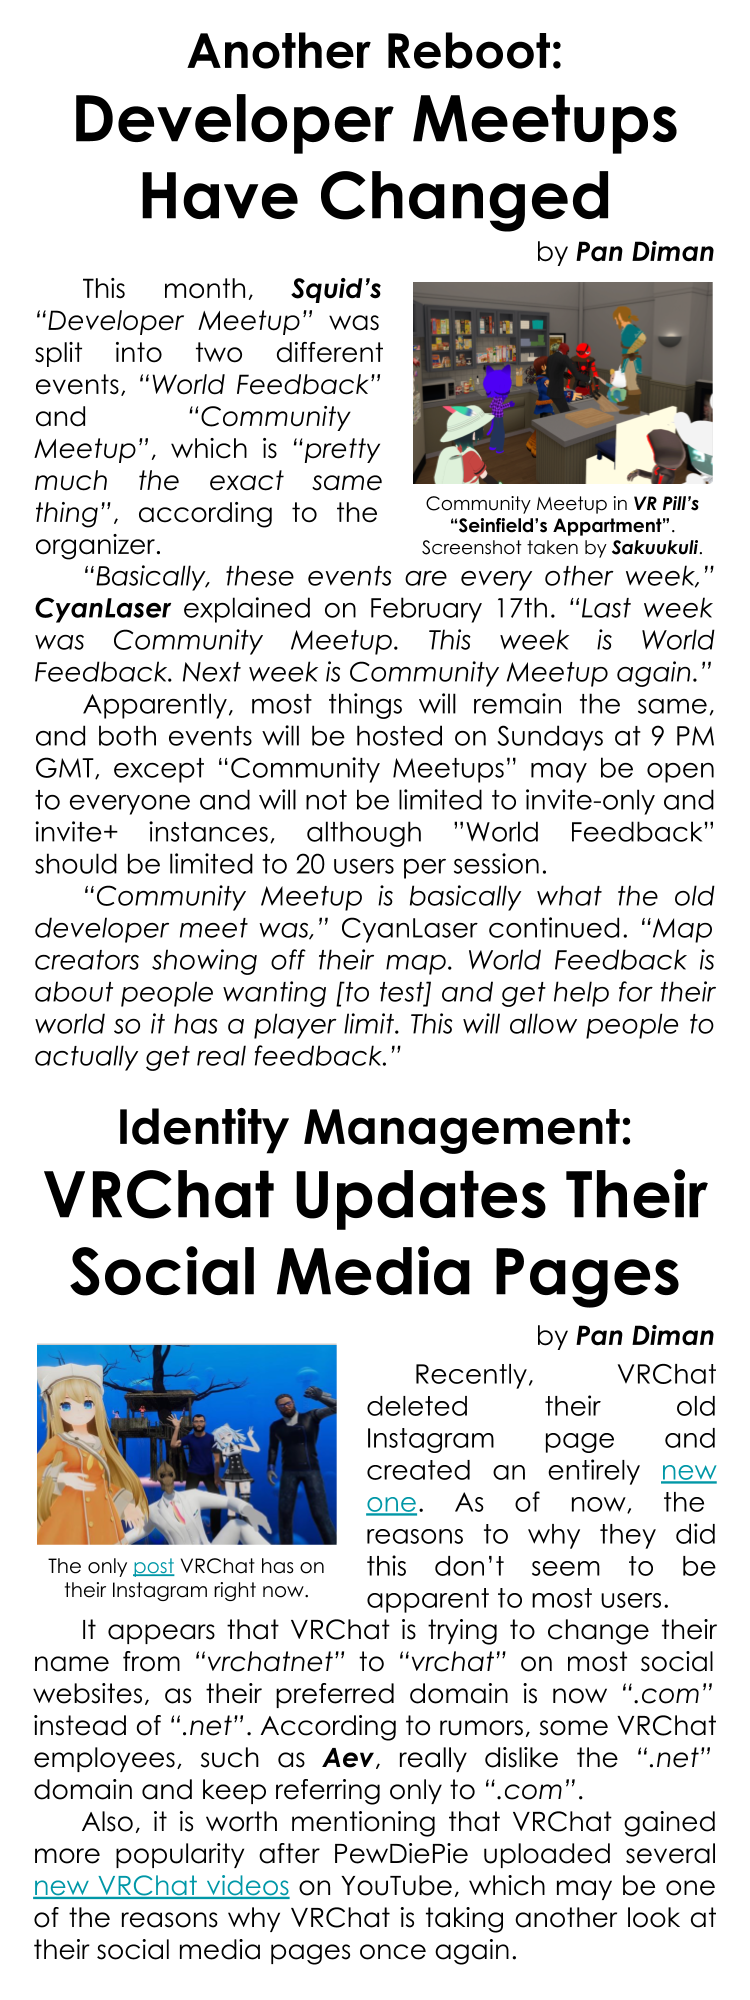 Another Reboot:
Developer Meetups
Have Changed
by Pan Diman
This month, Squid’s
“Developer Meetup” was
split into two different
events, “World Feedback”
and “Community
Meetup”, which is “pretty
much the exact same
thing”, according to the
organizer.
Community Meetup in VR Pill’s
“Seinfield’s Appartment”.
Screenshot taken by Sakuukuli.
“Basically, these events are every other week,”
CyanLaser explained on February 17th. “Last week
was Community Meetup. This week is World
Feedback. Next week is Community Meetup again.”
Apparently, most things will remain the same,
and both events will be hosted on Sundays at 9 PM
GMT, except “Community Meetups” may be open
to everyone and will not be limited to invite-only and
invite+ instances, although ”World Feedback”
should be limited to 20 users per session.
“Community Meetup is basically what the old
developer meet was,” CyanLaser continued. “Map
creators showing off their map. World Feedback is
about people wanting [to test] and get help for their
world so it has a player limit. This will allow people to
actually get real feedback.”
Identity Management:
VRChat Updates Their
Social Media Pages
by Pan Diman
The only post VRChat has on
their Instagram right now.
Recently, VRChat
deleted their old
Instagram page and
created an entirely new
one. As of now, the
reasons to why they did
this don’t seem to be
apparent to most users.
It appears that VRChat is trying to change their
name from “vrchatnet” to “vrchat” on most social
websites, as their preferred domain is now “.com”
instead of “.net”. According to rumors, some VRChat
employees, such as Aev, really dislike the “.net”
domain and keep referring only to “.com”.
Also, it is worth mentioning that VRChat gained
more popularity after PewDiePie uploaded several
new VRChat videos on YouTube, which may be one
of the reasons why VRChat is taking another look at
their social media pages once again.